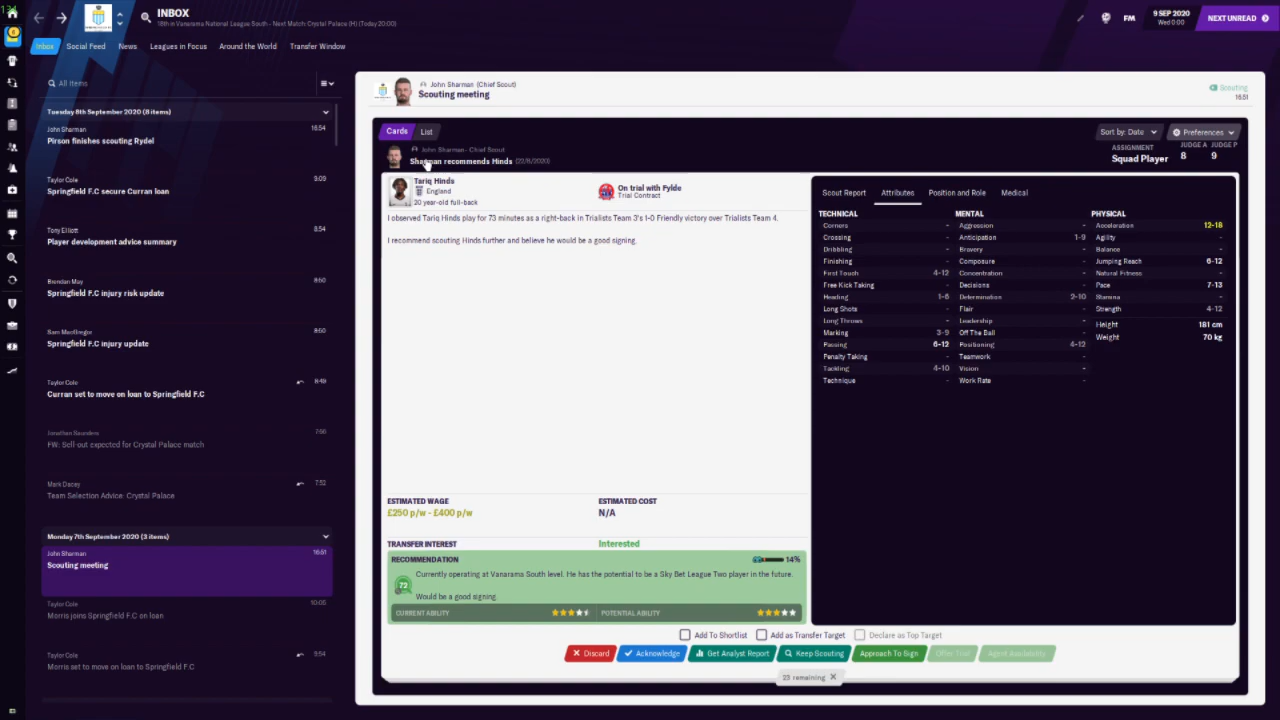 INBOX
18th in Vanarama National League South - Next Match: Crystal Palace (H) (Today 20:00)
FM
9 SEP 2020
Wed 0:00
NEXT UNREAD
Inbox
Social Feed
News
Leagues in Focus
Around the World
Transfer Window
All Items
Tuesday 8th September 2020 (8 items)
John Sharman 16:54
Pirson finishes scouting Rydel
Taylor Cole 9:09
Springfield F.C secure Curran loan
Tony Elliott 8:54
Player development advice summary
Brendan May 8:50
Springfield F.C injury risk update
Sam MacGregor 8:50
Springfield F.C injury update
Taylor Cole 8:49
Curran set to move on loan to Springfield F.C
Jonathan Saunders 7:56
FW: Sell-out expected for Crystal Palace match
Mark Dacey 7:52
Team Selection Advice: Crystal Palace
Monday 7th September 2020 (3 items)
John Sharman 16:51
Scouting meeting
Taylor Cole 10:05
Morris joins Springfield F.C on loan
Taylor Cole 9:54
Morris set to move on loan to Springfield F.C
John Sharman (Chief Scout)
Scouting meeting
Scouting
16:51
Cards
List
Sort by: Date
Preferences
John Sharman - Chief Scout
Sharman recommends Hinds (27/8/2020)
ASSIGNMENT
Squad Player
JUDGE A
8
JUDGE P
9
Tariq Hinds
England
20 year-old full-back
On trial with Fylde
Trial Contract
I observed Tariq Hinds play for 73 minutes as a right-back in Trialists Team 3's 1-0 Friendly victory over Trialists Team 4.
I recommend scouting Hinds further and believe he would be a good signing.
ESTIMATED WAGE
£250 p/w - £400 p/w
ESTIMATED COST
N/A
TRANSFER INTEREST
Interested
RECOMMENDATION
14%
73
Currently operating at Vanarama South level. He has the potential to be a Sky Bet League Two player in the future.
Would be a good signing.
CURRENT ABILITY
POTENTIAL ABILITY
Scout Report
Attributes
Position and Role
Medical
TECHNICAL
Corners -
Crossing -
Dribbling -
Finishing -
First Touch 4-12
Free Kick Taking -
Heading 1-6
Long Shots -
Long Throws -
Marking 3-9
Passing 6-12
Penalty Taking -
Tackling 4-10
Technique -
MENTAL
Aggression -
Anticipation 1-9
Bravery -
Composure -
Concentration -
Decisions -
Determination 2-10
Flair -
Leadership -
Off The Ball -
Positioning 4-12
Teamwork -
Vision -
Work Rate -
PHYSICAL
Acceleration 12-18
Agility -
Balance -
Jumping Reach 6-12
Natural Fitness -
Pace 7-13
Stamina -
Strength 4-12
Height 181 cm
Weight 70 kg
Add To Shortlist
Add as Transfer Target
Declare as Top Target
Discard
Acknowledge
Get Analyst Report
Keep Scouting
Approach To Sign
Offer Trial
Agent Availability
23 remaining